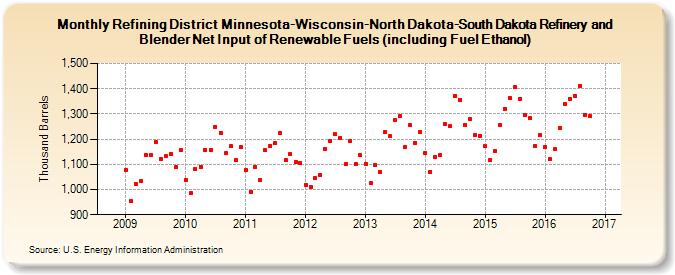 Monthly Refining District Minnesota-Wisconsin-North Dakota-South Dakota Refinery and
Blender Net Input of Renewable Fuels (including Fuel Ethanol)
Thousand Barrels
1,500
1,400
1,300
1,200
1,100
1,000
900
2009 2010 2011 2012 2013 2014 2015 2016 2017
Source: U.S. Energy Information Administration